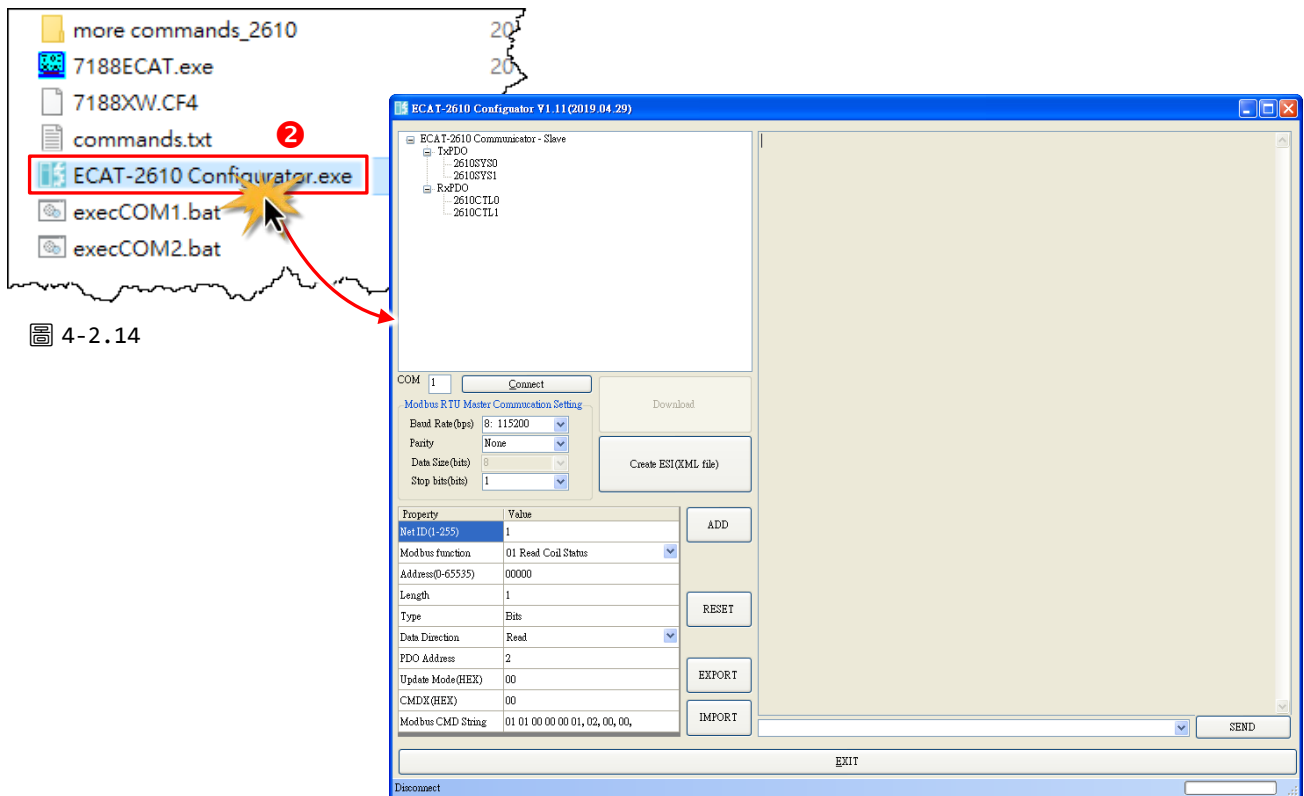 more commands_2610
20
7188ECAT.exe
20
7188XW.CF4
commands.txt
2
ECAT-2610 Configurator.exe
execCOM1.bat
execCOM2.bat
圖 4-2.14
ECAT-2610 Configuator V1.11(2019.04.29)
ECAT-2610 Communicator - Slave
TxPDO
2610SYS0
2610SYS1
RxPDO
2610CTL0
2610CTL1
COM 1 Connect
Modbus RTU Master Commucation Setting
Baud Rate(bps) 8: 115200
Parity None
Data Size(bits) 8
Stop bits(bits) 1
Download
Create ESI(XML file)
Property Value
Net ID(1-255) 1
Modbus function 01 Read Coil Status
Address(0-65535) 00000
Length 1
Type Bits
Data Direction Read
PDO Address 2
Update Mode(HEX) 00
CMDX(HEX) 00
Modbus CMD String 01 01 00 00 00 01, 02, 00, 00,
ADD
RESET
EXPORT
IMPORT
SEND
EXIT
Disconnect